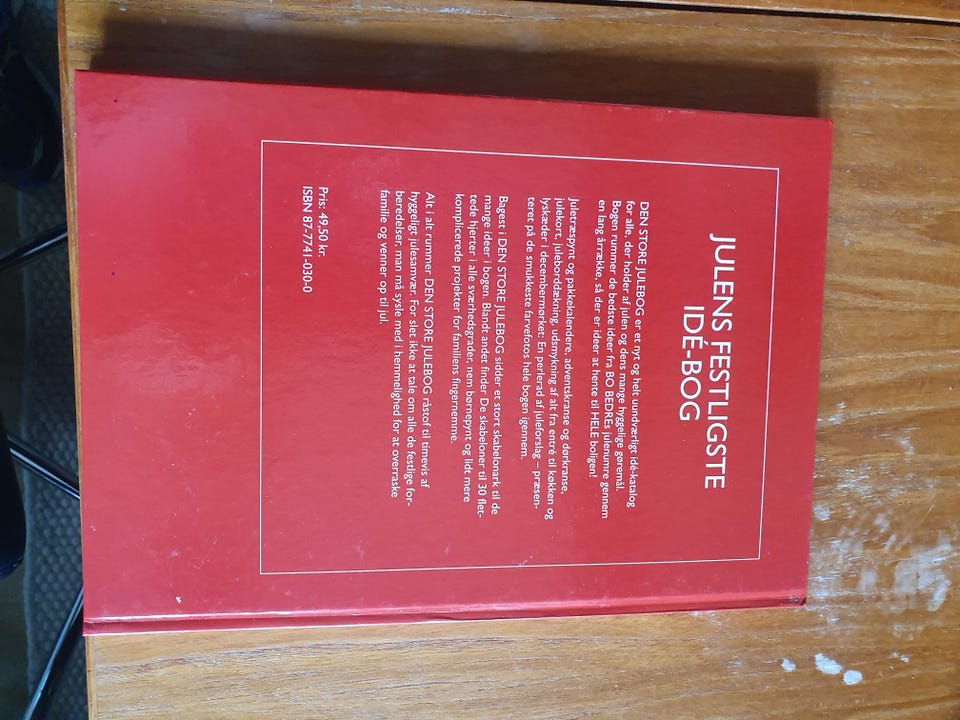 JULENS FESTLIGSTE
IDÉ-BOG
DEN STORE JULEBOG er et nyt og helt uundværligt idé-katalog
for alle, der holder af julen og dens mange hyggelige gøremål.
Bogen rummer de bedste ideer fra BO BEDREs julenumre gennem
en lang årrække, så der er ideer at hente til HELE boligen!
Juletræspynt og pakkekalendere, adventskranse og dørkranse,
julekort, juleborddækning, udsmykning af alt fra entré til køkken og
lyskæder i decembermørket: En perlerad af juleforslag – præsen-
teret på de smukkeste farvefotos hele bogen igennem.
Bagest i DEN STORE JULEBOG sidder et stort skabelonark til de
mange ideer i bogen. Blandt andet finder De skabeloner til 30 flet-
tede hjerter i alle sværhedsgrader, nem børnepynt og lidt mere
komplicerede projekter for familiens fingernemme.
Alt i alt rummer DEN STORE JULEBOG råstof til timevis af
hyggeligt julesamvær. For slet ikke at tale om alle de festlige for-
beredelser, man må sysle med i hemmelighed for at overraske
familie og venner op til jul.
Pris: 49,50 kr.
ISBN 87-7741-030-0